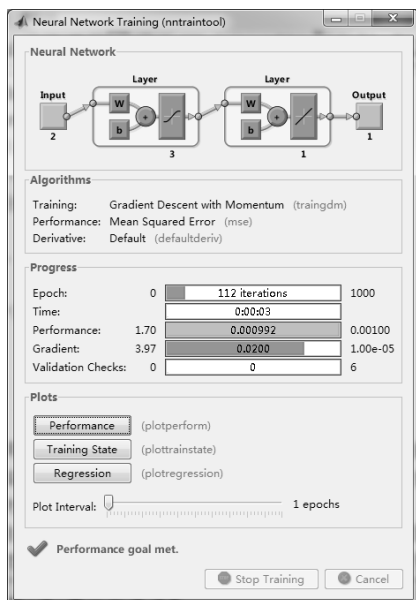 Neural Network Training (nntraintool)
Neural Network
Layer Layer
Input Output
W W
+ +
b b
2 3 1 1
Algorithms
Training: Gradient Descent with Momentum (traingdm)
Performance: Mean Squared Error (mse)
Derivative: Default (defaultderiv)
Progress
Epoch: 0 112 iterations 1000
Time: 0:00:03
Performance: 1.70 0.000992 0.00100
Gradient: 3.97 0.0200 1.00e-05
Validation Checks: 0 0 6
Plots
Performance (plotperform)
Training State (plottrainstate)
Regression (plotregression)
Plot Interval: 1 epochs
Performance goal met.
Stop Training Cancel